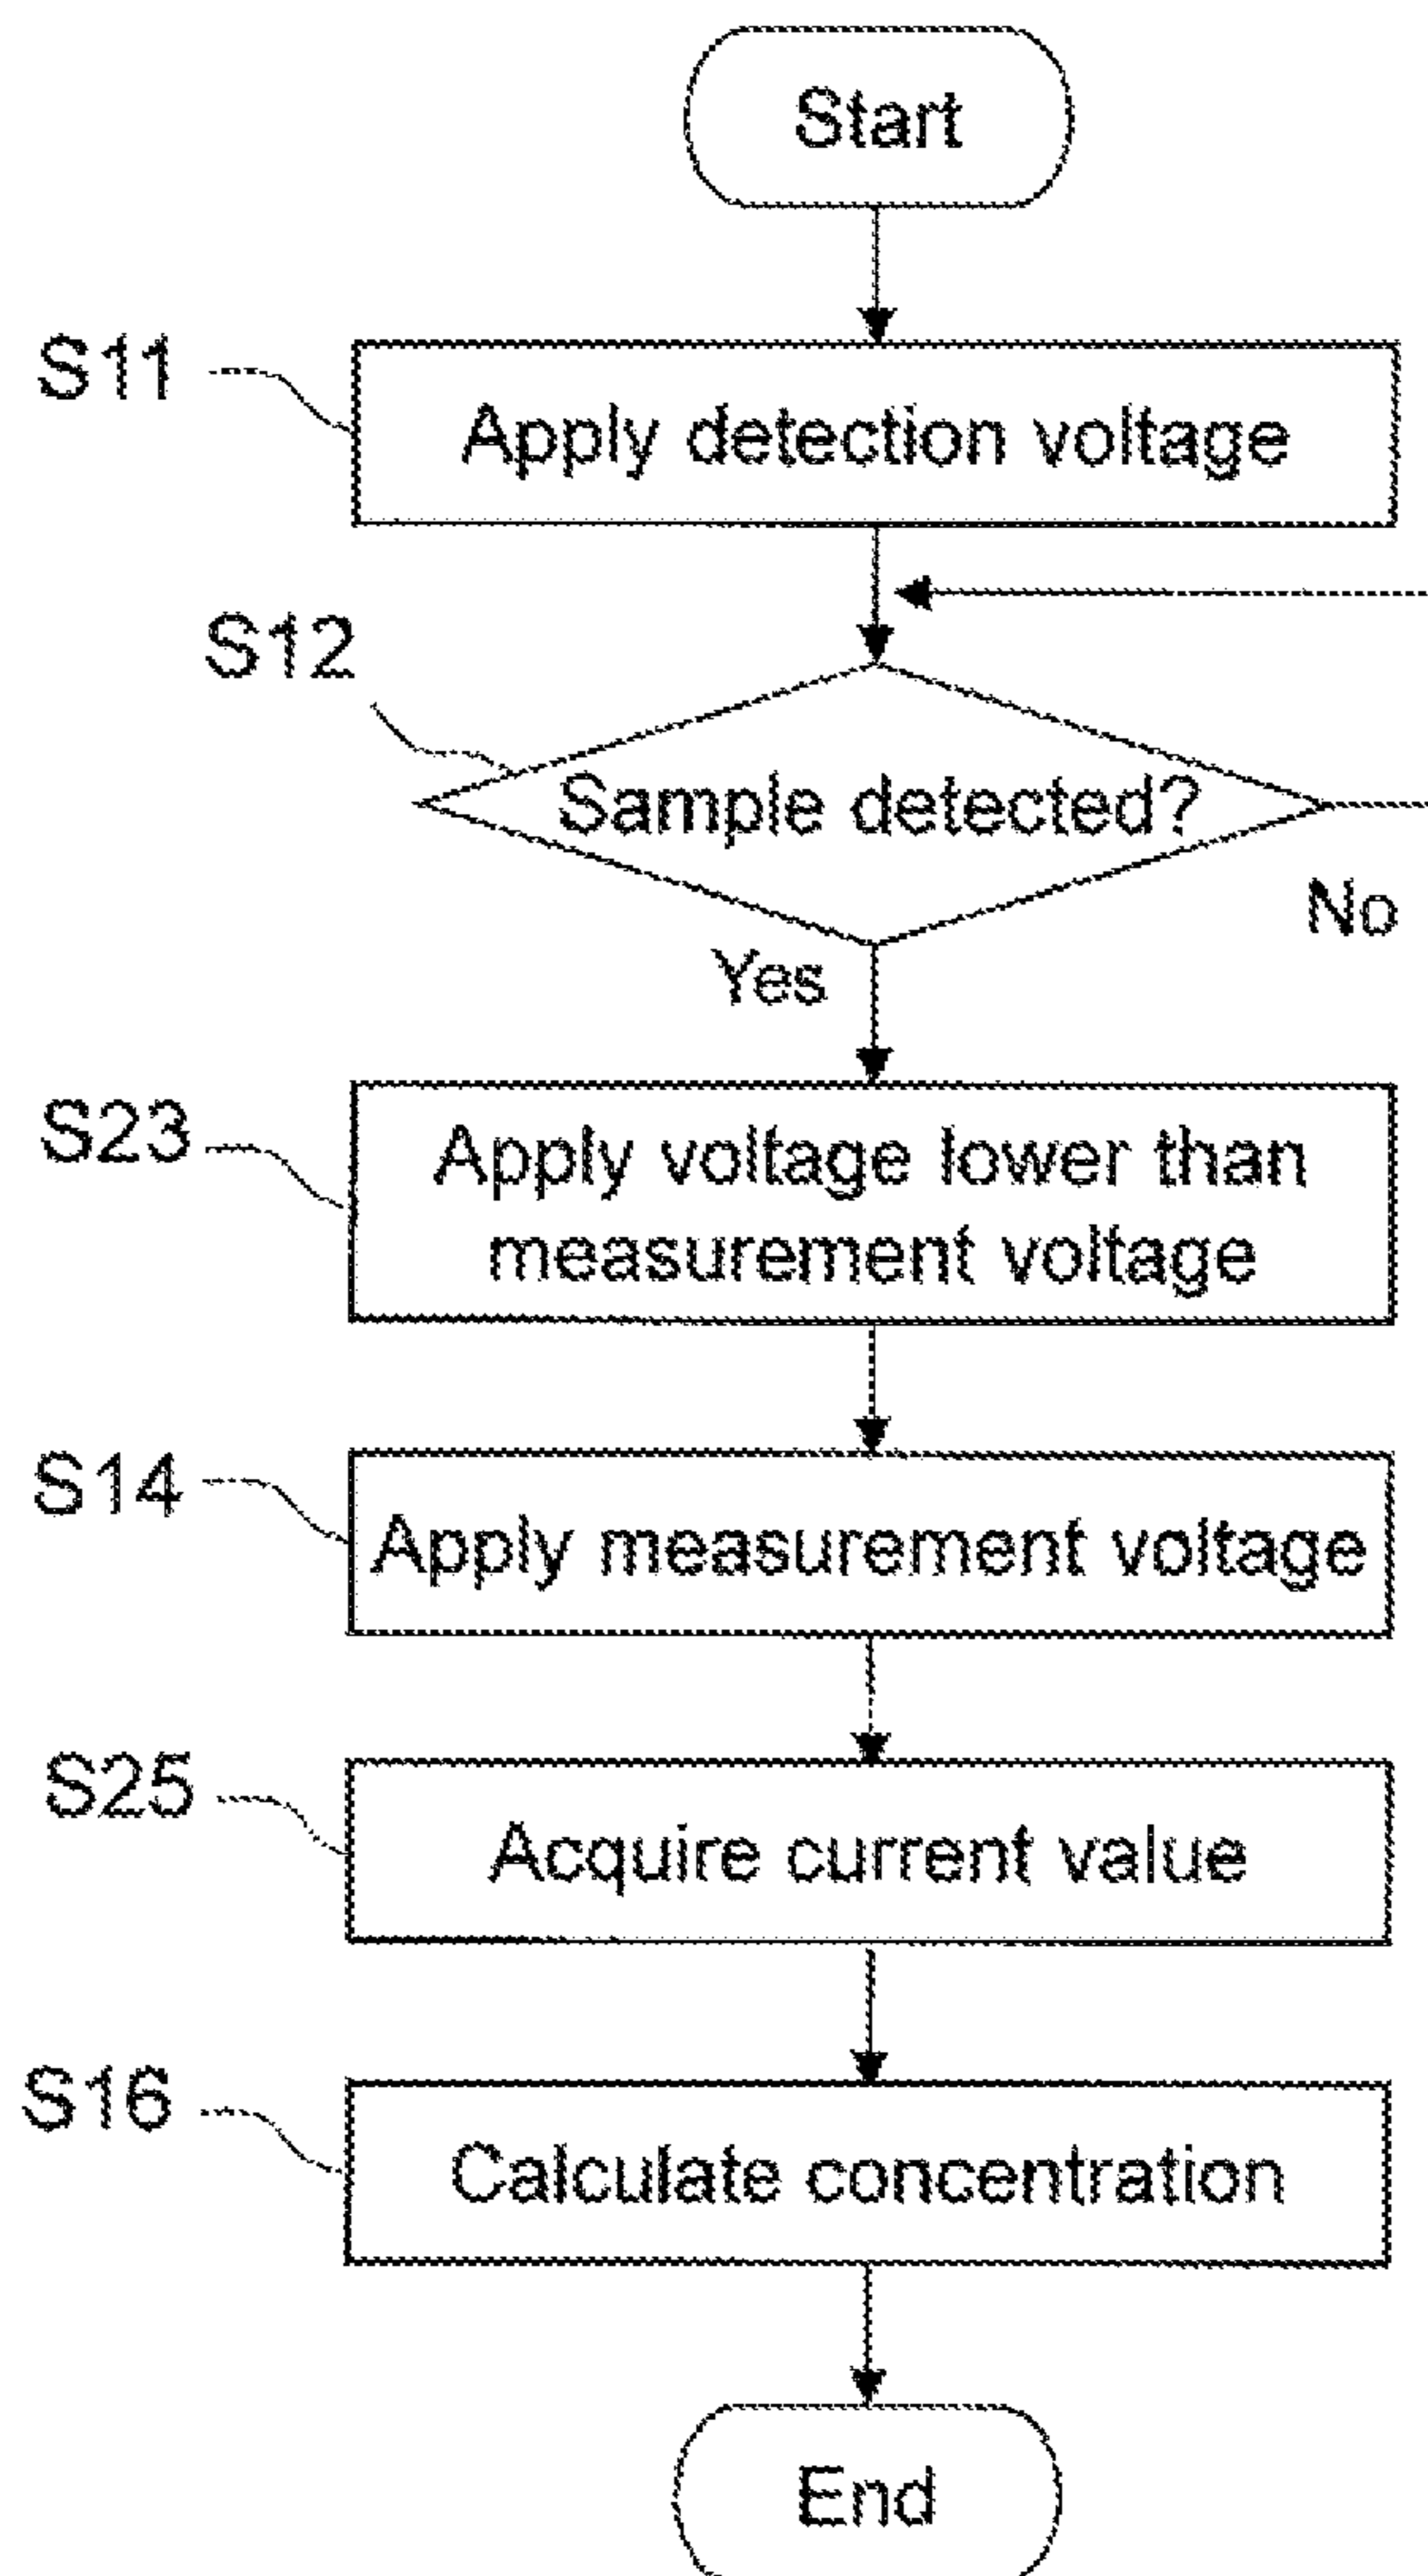 Start
S11
Apply detection voltage
S12
Sample detected?
No
Yes
S23
Apply voltage lower than
measurement voltage
S14
Apply measurement voltage
S25
Acquire current value
S16
Calculate concentration
End